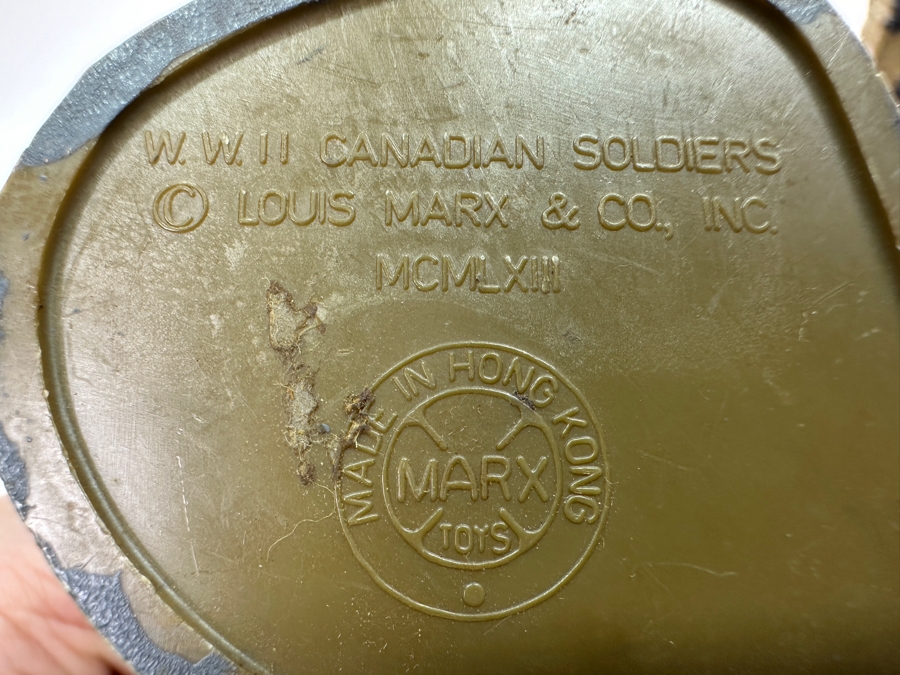 W. W. II CANADIAN SOLDIERS
© LOUIS MARX & CO., INC.
MCMLXIII
MADE IN HONG KONG
MARX
TOYS